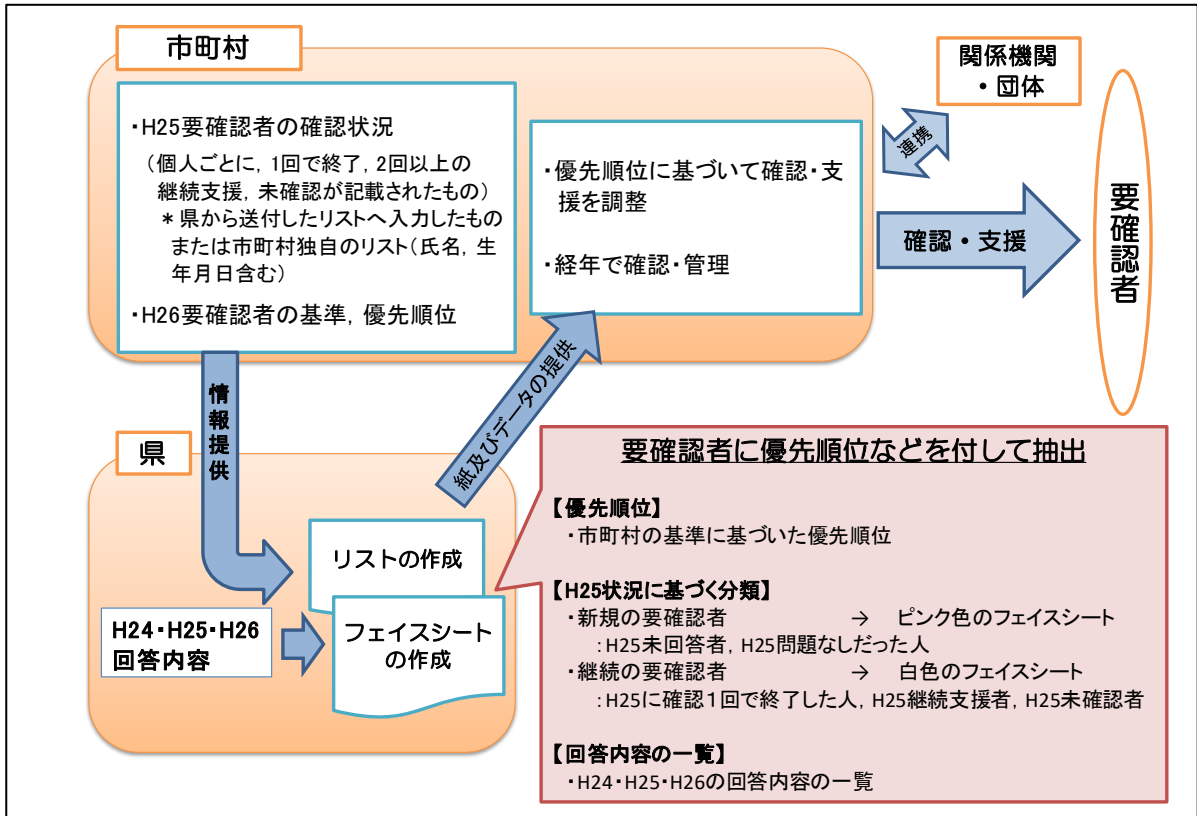 市町村
・H25要確認者の確認状況
（個人ごとに，1回で終了，2回以上の
継続支援，未確認が記載されたもの）
＊県から送付したリストへ入力したもの
または市町村独自のリスト（氏名，生
年月日含む）
・H26要確認者の基準，優先順位
・優先順位に基づいて確認・支
援を調整
・経年で確認・管理
関係機関
・団体
連携
確認・支援
要確認者
情報提供
紙及びデータの提供
県
リストの作成
フェイスシート
の作成
H24・H25・H26
回答内容
要確認者に優先順位などを付して抽出
【優先順位】
・市町村の基準に基づいた優先順位
【H25状況に基づく分類】
・新規の要確認者 → ピンク色のフェイスシート
：H25未回答者，H25問題なしだった人
・継続の要確認者 → 白色のフェイスシート
：H25に確認１回で終了した人，H25継続支援者，H25未確認者
【回答内容の一覧】
・H24・H25・H26の回答内容の一覧